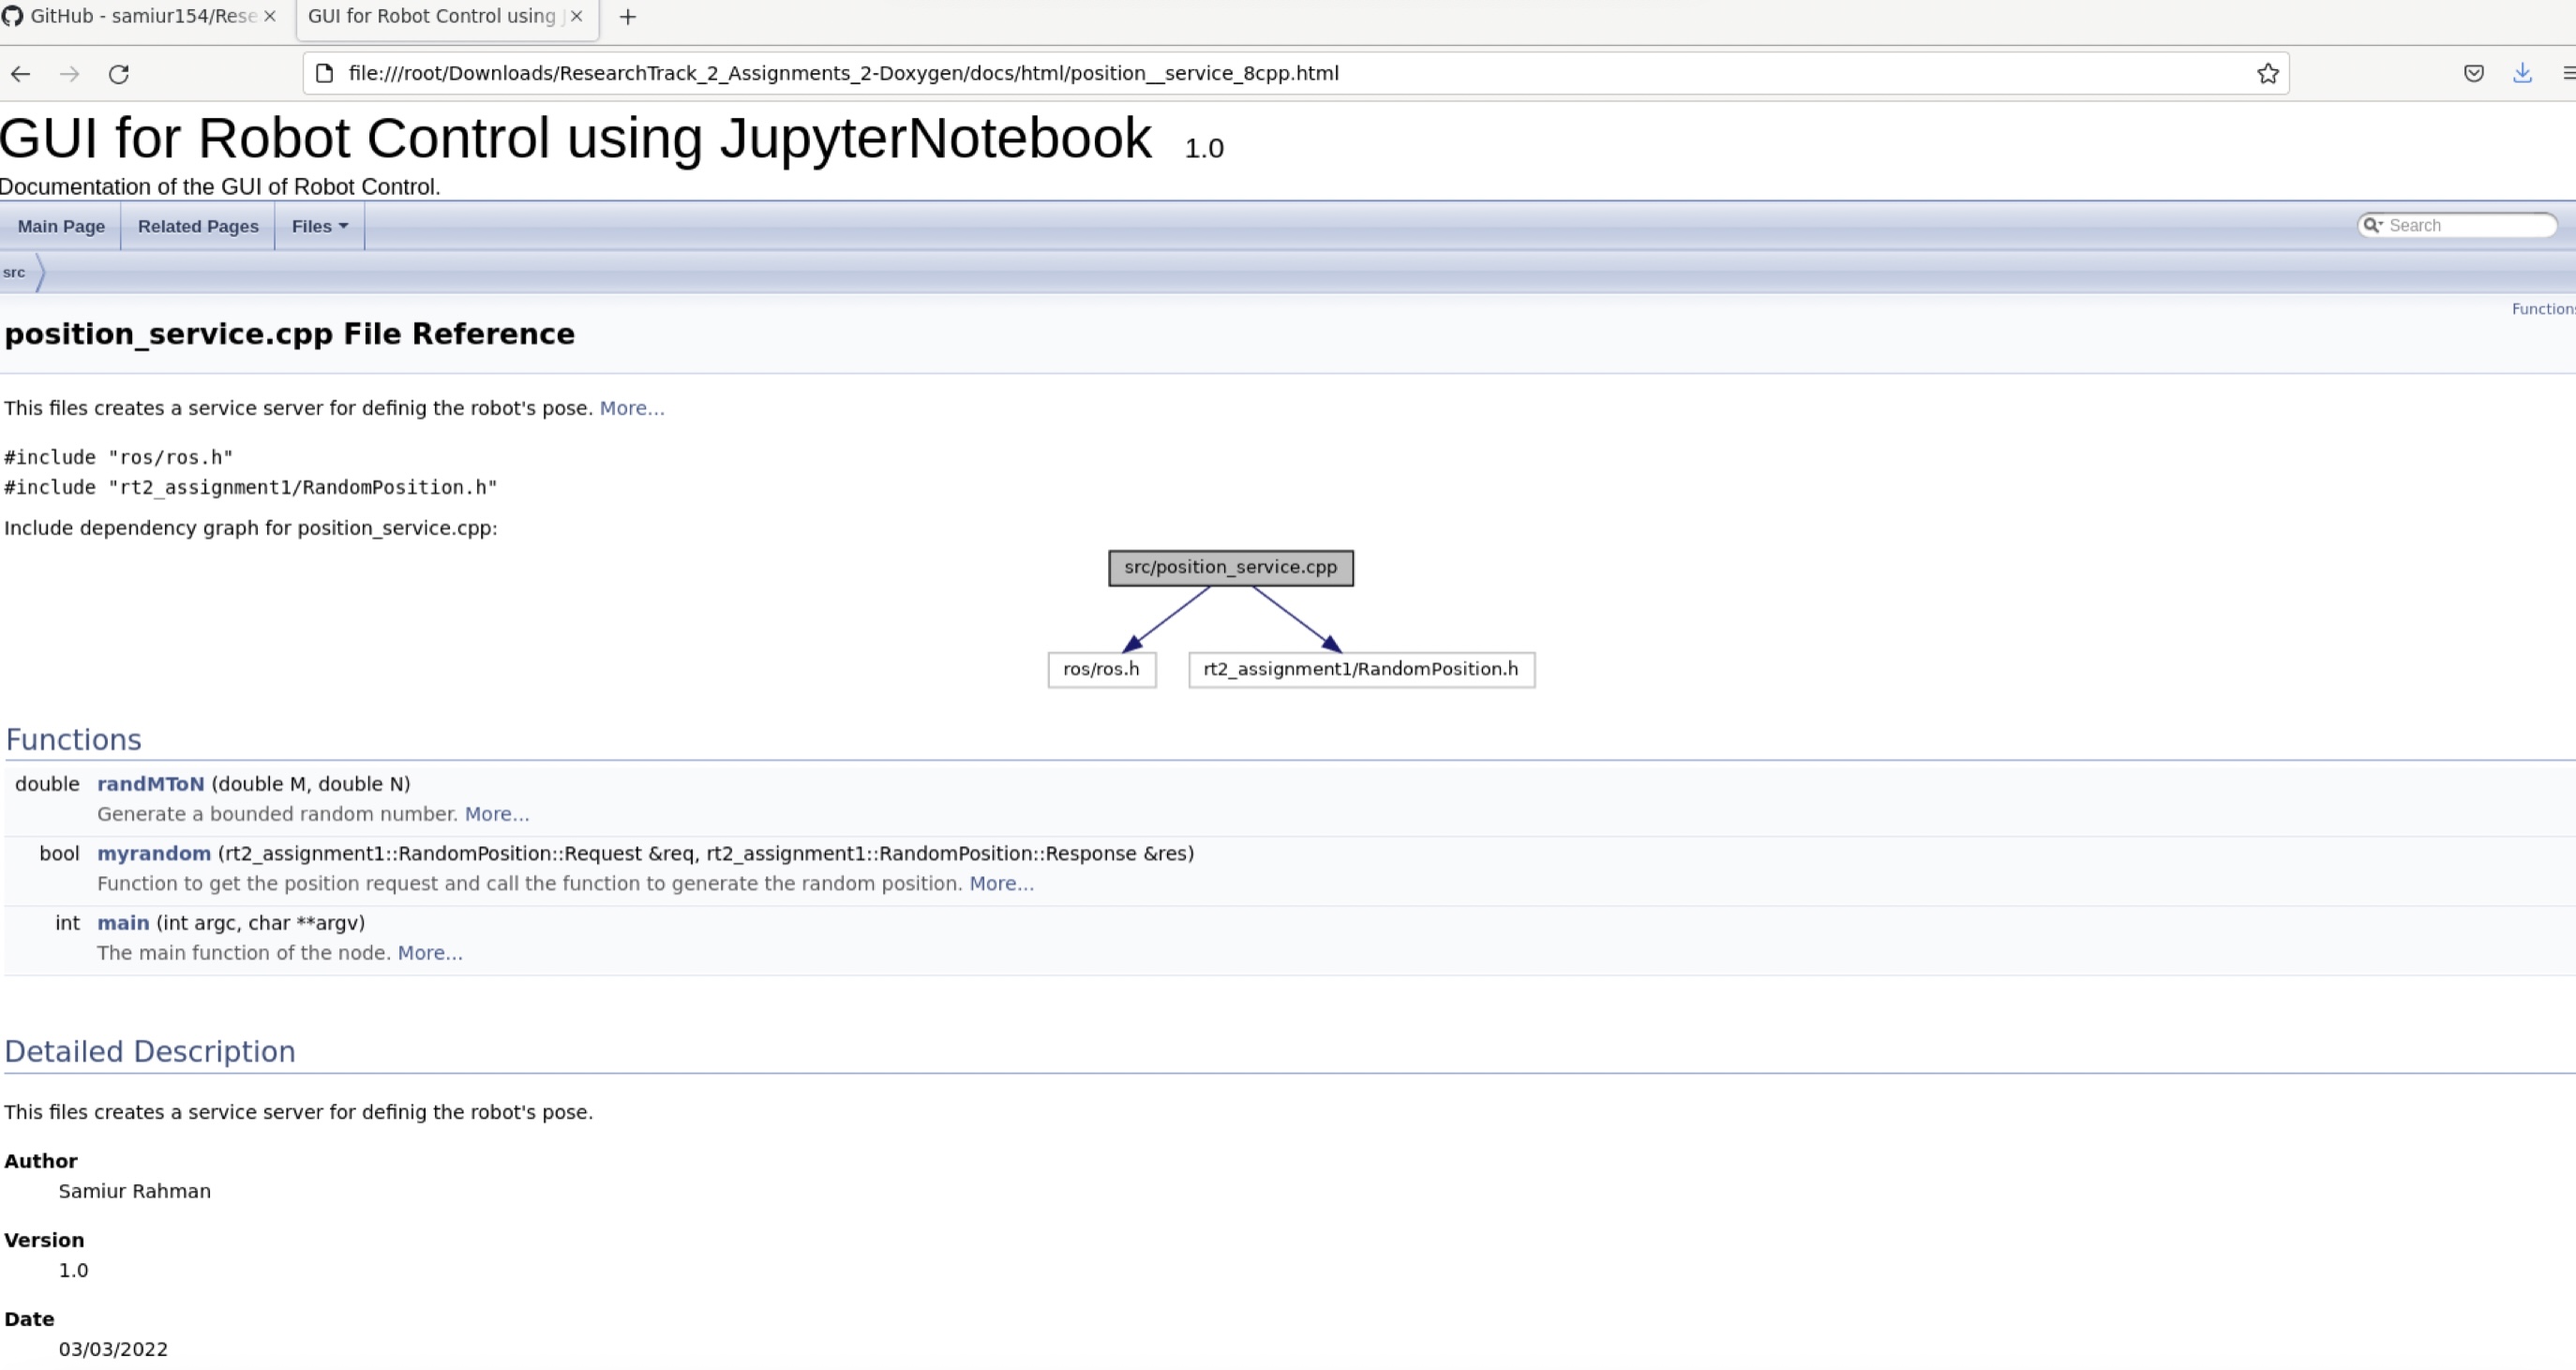 GitHub - samiur154/Rese
GUI for Robot Control using J
file:///root/Downloads/ResearchTrack_2_Assignments_2-Doxygen/docs/html/position__service_8cpp.html
GUI for Robot Control using JupyterNotebook 1.0
Documentation of the GUI of Robot Control.
Main Page Related Pages Files Search
src
Functions
position_service.cpp File Reference
This files creates a service server for definig the robot's pose. More...
#include "ros/ros.h"
#include "rt2_assignment1/RandomPosition.h"
Include dependency graph for position_service.cpp:
src/position_service.cpp
ros/ros.h rt2_assignment1/RandomPosition.h
Functions
double randMToN (double M, double N)
Generate a bounded random number. More...
bool myrandom (rt2_assignment1::RandomPosition::Request &req, rt2_assignment1::RandomPosition::Response &res)
Function to get the position request and call the function to generate the random position. More...
int main (int argc, char **argv)
The main function of the node. More...
Detailed Description
This files creates a service server for definig the robot's pose.
Author
Samiur Rahman
Version
1.0
Date
03/03/2022